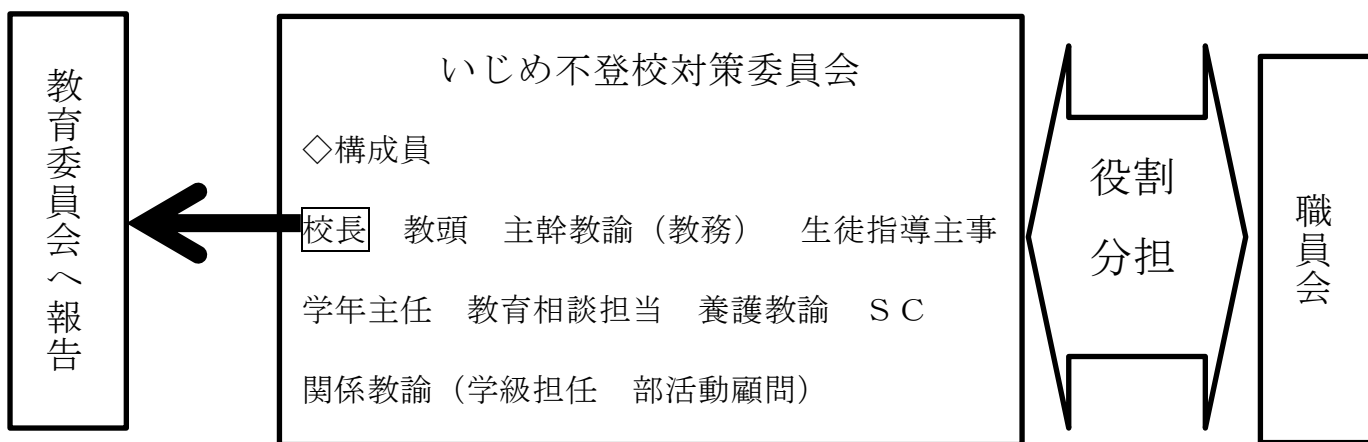 教育委員会へ報告
いじめ不登校対策委員会
◇構成員
校長　教頭　主幹教諭（教務）　生徒指導主事
学年主任　教育相談担当　養護教諭　ＳＣ
関係教諭（学級担任　部活動顧問）
役割
分担
職員会